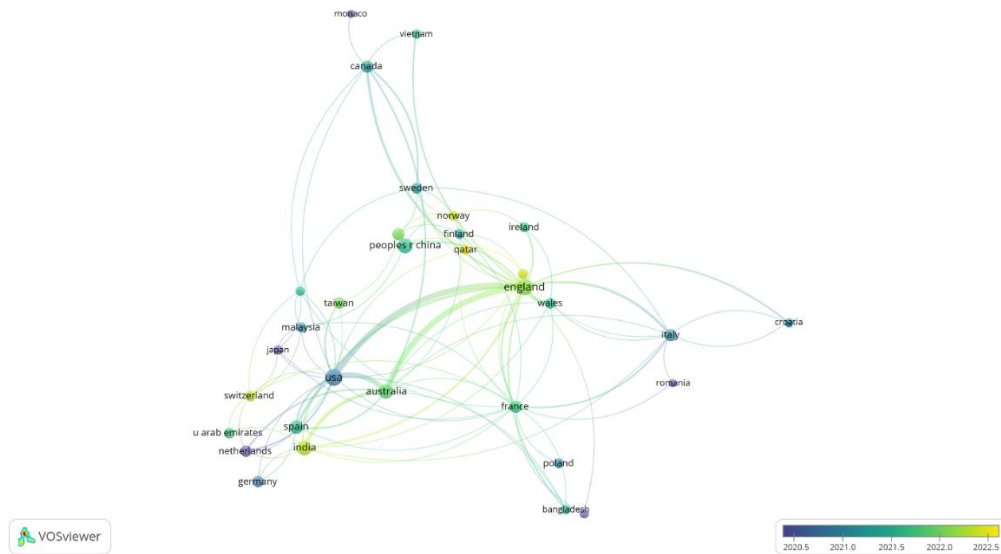 monaco
vietnam
canada
sweden
norway
ireland
finland
peoples r china
qatar
england
taiwan
wales
croatia
malaysia
italy
japan
usa
romania
australia
switzerland
france
spain
u arab emirates
india
netherlands
poland
germany
bangladesh
VOSviewer
2020.5 2021.0 2021.5 2022.0 2022.5